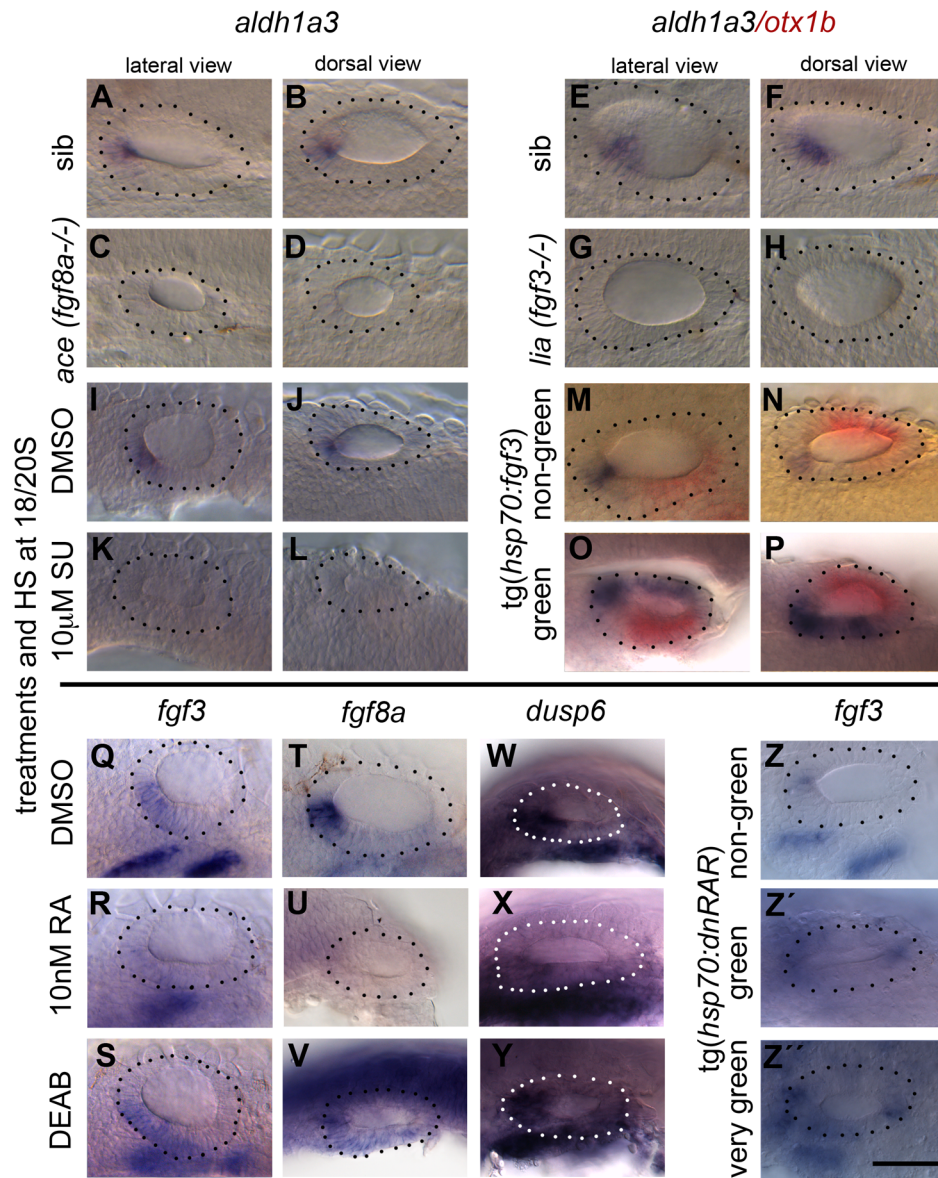 aldh1a3
aldh1a3/otx1b
lateral view
dorsal view
lateral view
dorsal view
sib
A
B
sib
E
F
ace (fgf8a-/-)
C
D
lia (fgf3-/-)
G
H
treatments and HS at 18/20S
DMSO
I
J
tg(hsp70:fgf3)
non-green
M
N
10μM SU
K
L
green
O
P
fgf3
fgf8a
dusp6
fgf3
DMSO
Q
T
W
tg(hsp70:dnRAR)
non-green
Z
10nM RA
R
U
X
green
Z´
DEAB
S
V
Y
very green
Z´´